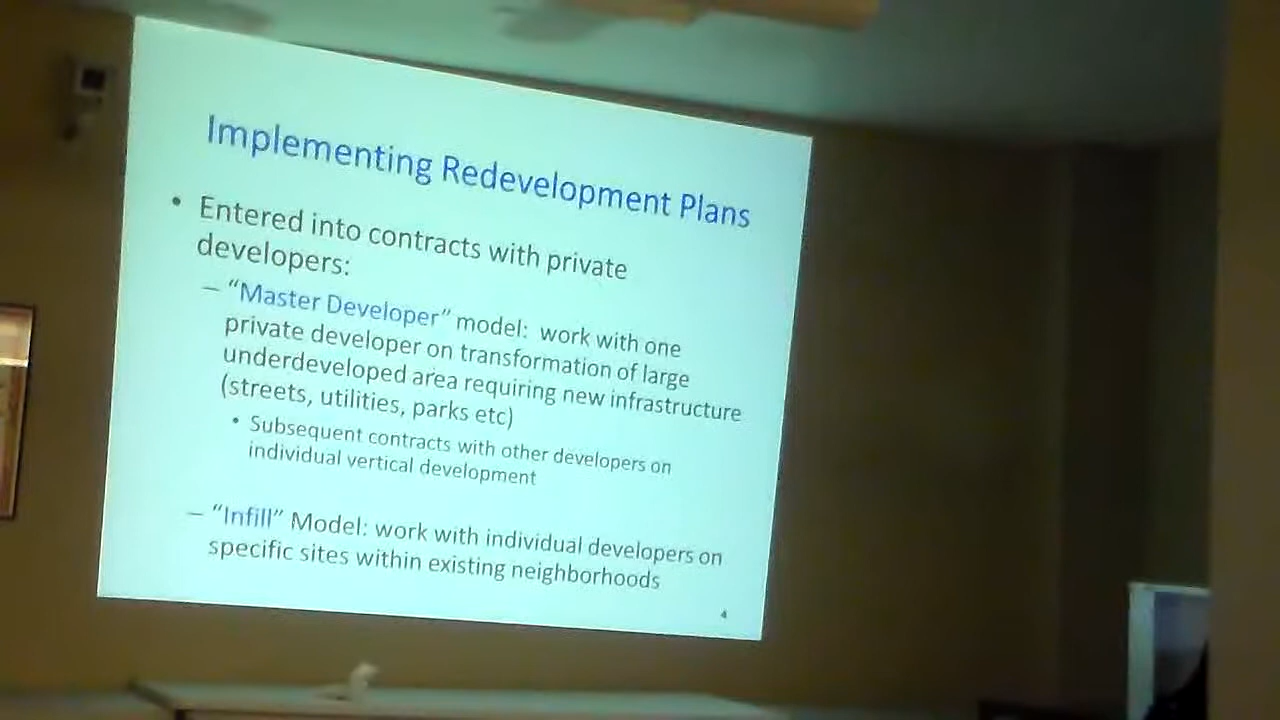 Implementing Redevelopment Plans
• Entered into contracts with private
developers:
– “Master Developer” model: work with one
private developer on transformation of large
underdeveloped area requiring new infrastructure
(streets, utilities, parks etc)
• Subsequent contracts with other developers on
individual vertical development
– “Infill” Model: work with individual developers on
specific sites within existing neighborhoods
4